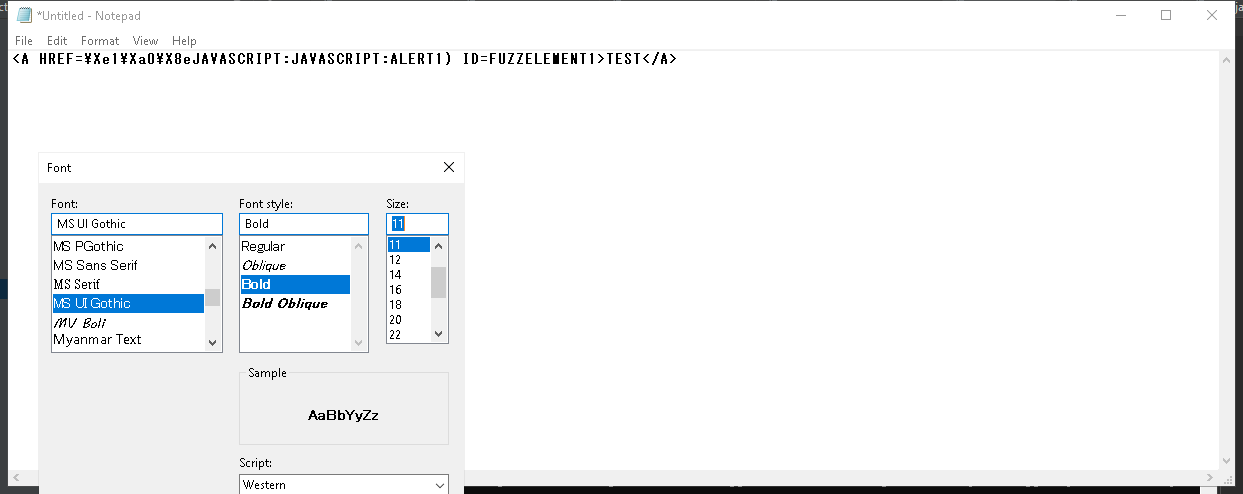 *Untitled - Notepad
File Edit Format View Help
<A HREF=¥Xe1¥Xa0¥X8eJAVASCRIPT:JAVASCRIPT:ALERT1) ID=FUZZELEMENT1>TEST</A>
Font
Font: Font style: Size:
MS UI Gothic Bold 11
MS PGothic Regular 11
MS Sans Serif Oblique 12
MS Serif Bold 14
MS UI Gothic Bold Oblique 16
MV Boli 18
Myanmar Text 20
22
Sample
AaBbYyZz
Script:
Western